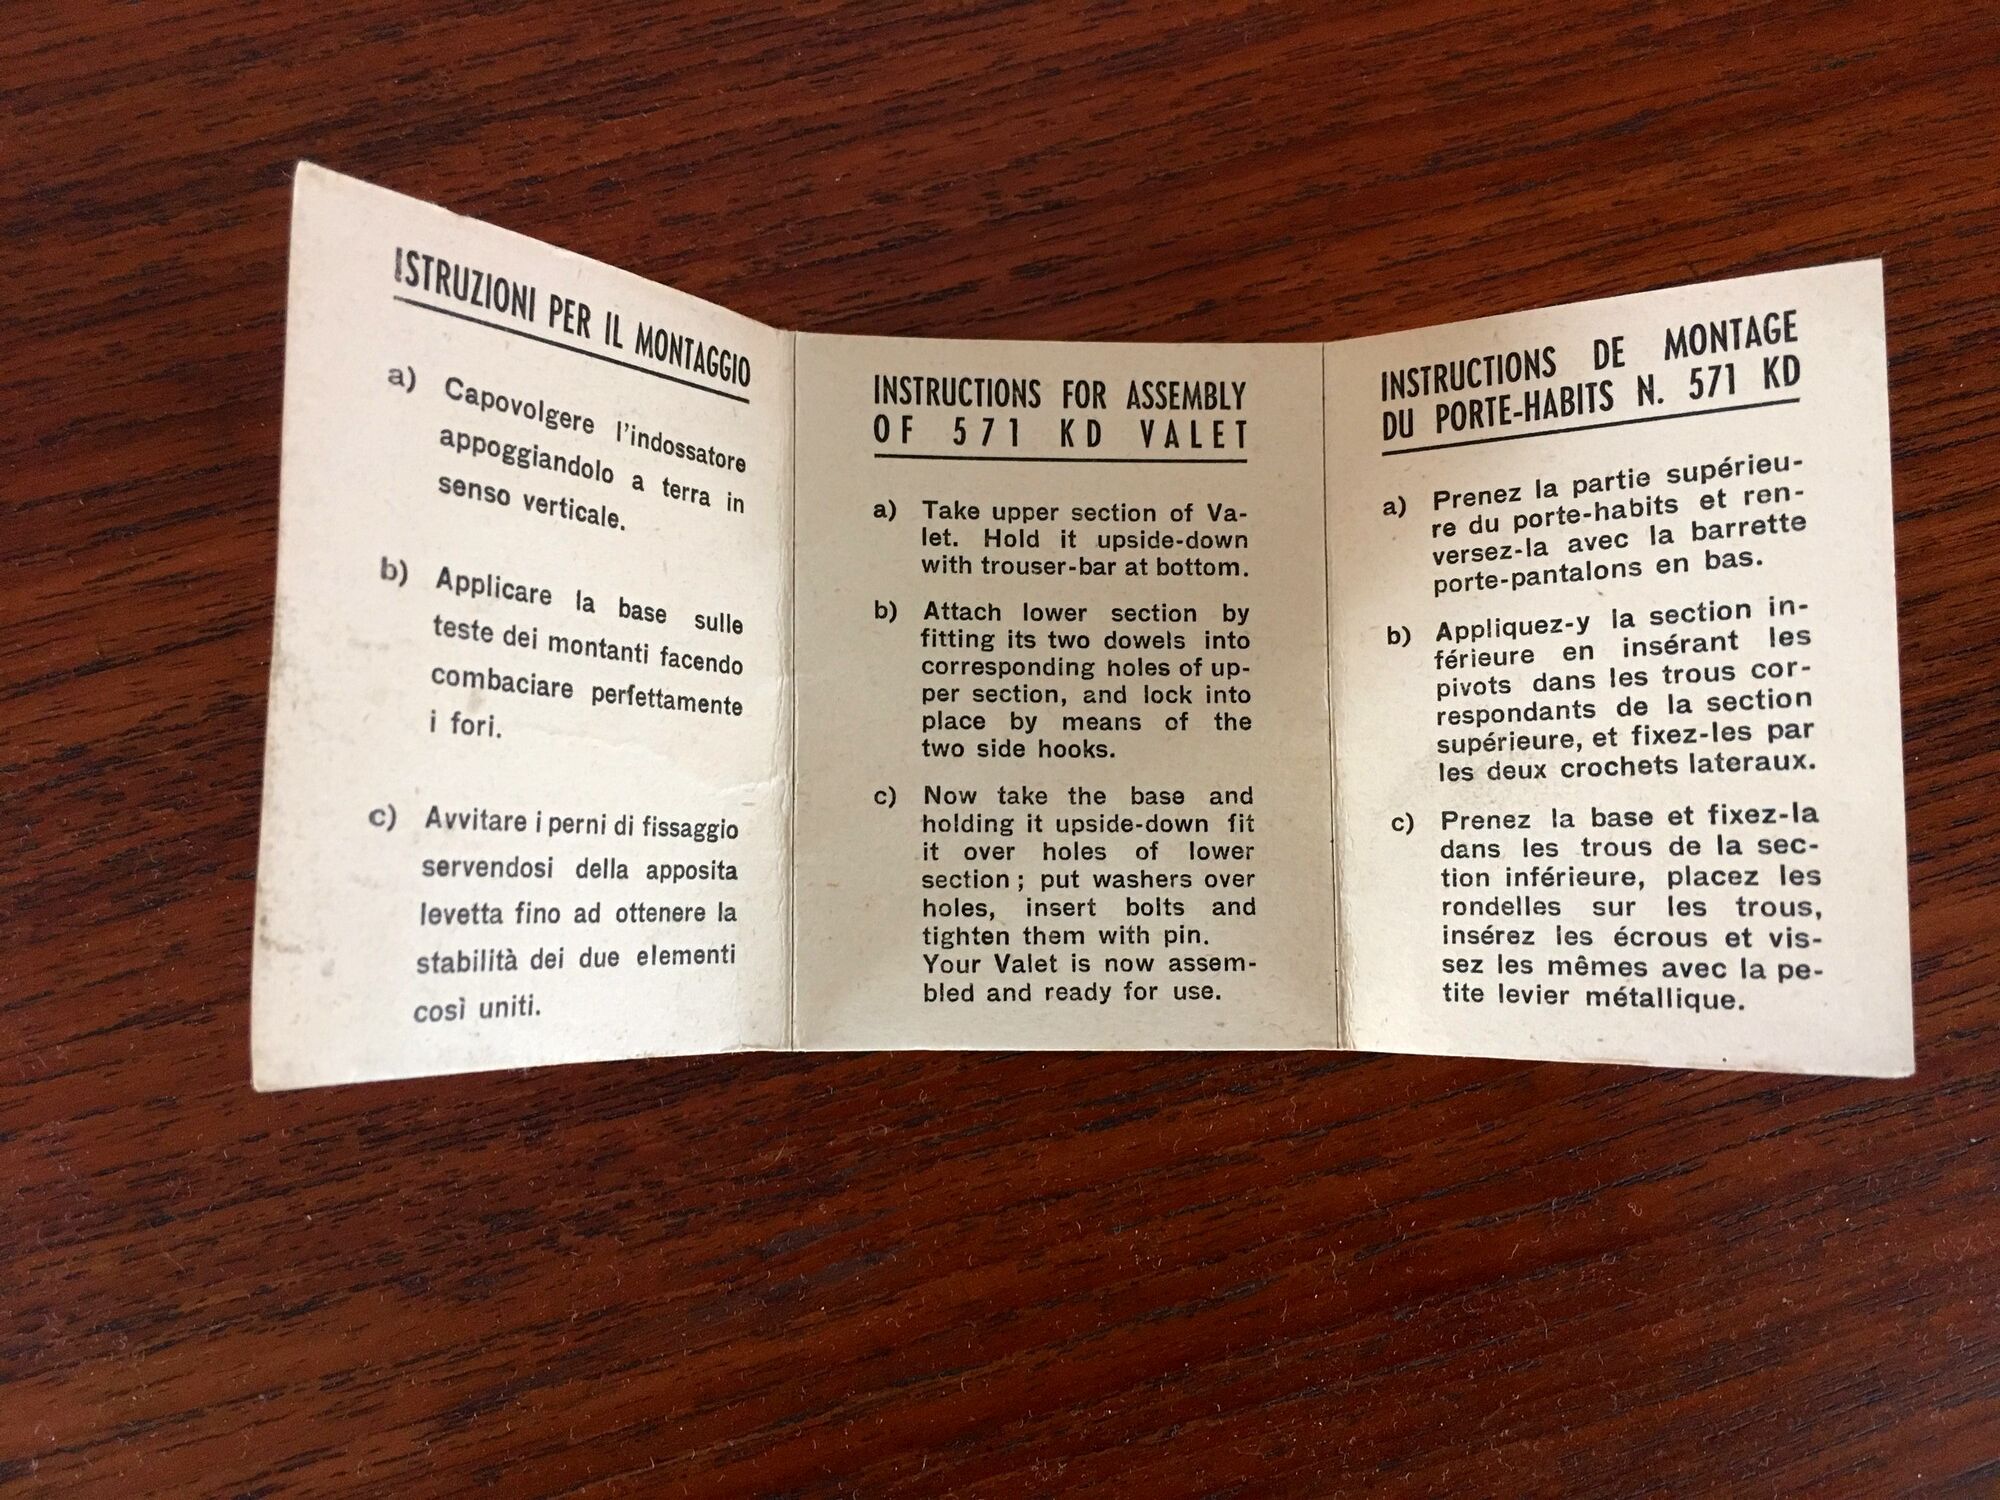 ISTRUZIONI PER IL MONTAGGIO
a) Capovolgere l'indossatore
appoggiandolo a terra in
senso verticale.
b) Applicare la base sulle
teste dei montanti facendo
combaciare perfettamente
i fori.
c) Avvitare i perni di fissaggio
servendosi della apposita
levetta fino ad ottenere la
stabilità dei due elementi
così uniti.
INSTRUCTIONS FOR ASSEMBLY
OF 571 KD VALET
a) Take upper section of Va-
let. Hold it upside-down
with trouser-bar at bottom.
b) Attach lower section by
fitting its two dowels into
corresponding holes of up-
per section, and lock into
place by means of the
two side hooks.
c) Now take the base and
holding it upside-down fit
it over holes of lower
section; put washers over
holes, insert bolts and
tighten them with pin.
Your Valet is now assem-
bled and ready for use.
INSTRUCTIONS DE MONTAGE
DU PORTE-HABITS N. 571 KD
a) Prenez la partie supérieu-
re du porte-habits et ren-
versez-la avec la barrette
porte-pantalons en bas.
b) Appliquez-y la section in-
férieure en insérant les
pivots dans les trous cor-
respondants de la section
supérieure, et fixez-les par
les deux crochets lateraux.
c) Prenez la base et fixez-la
dans les trous de la sec-
tion inférieure, placez les
rondelles sur les trous,
insérez les écrous et vis-
sez les mêmes avec la pe-
tite levier métallique.